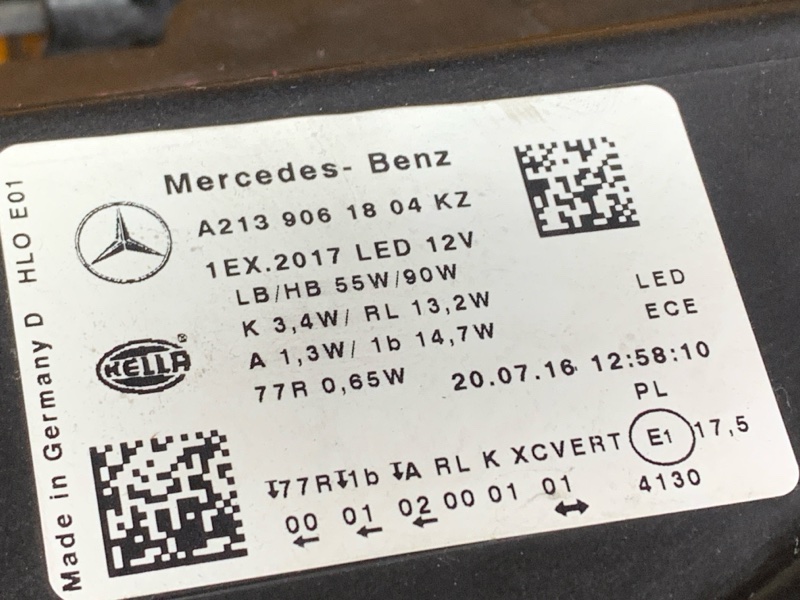 Mercedes- Benz
A213 906 18 04 KZ
1EX.2017 LED 12V
LB/HB 55W/90W
K 3,4W/ RL 13,2W
A 1,3W/ 1b 14,7W
77R 0,65W
LED
ECE
20.07.16 12:58:10
PL
HELLA®
77R 1b A RL K XCVERT E1 17,5
00 01 02 00 01 01 4130
Made in Germany D HLO E01